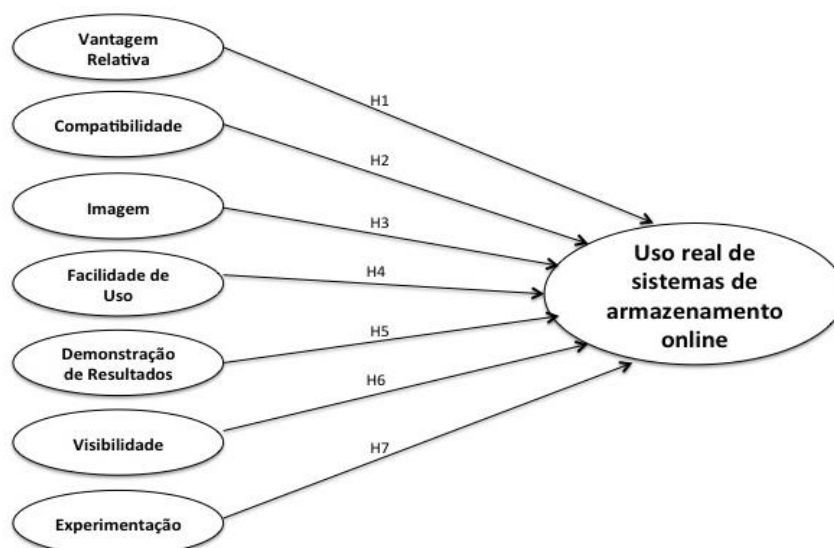 Vantagem
Relativa
H1
Compatibilidade
H2
Imagem
H3
Facilidade de
Uso
H4
Demonstração
de Resultados
H5
Visibilidade
H6
Experimentação
H7
Uso real de
sistemas de
armazenamento
online